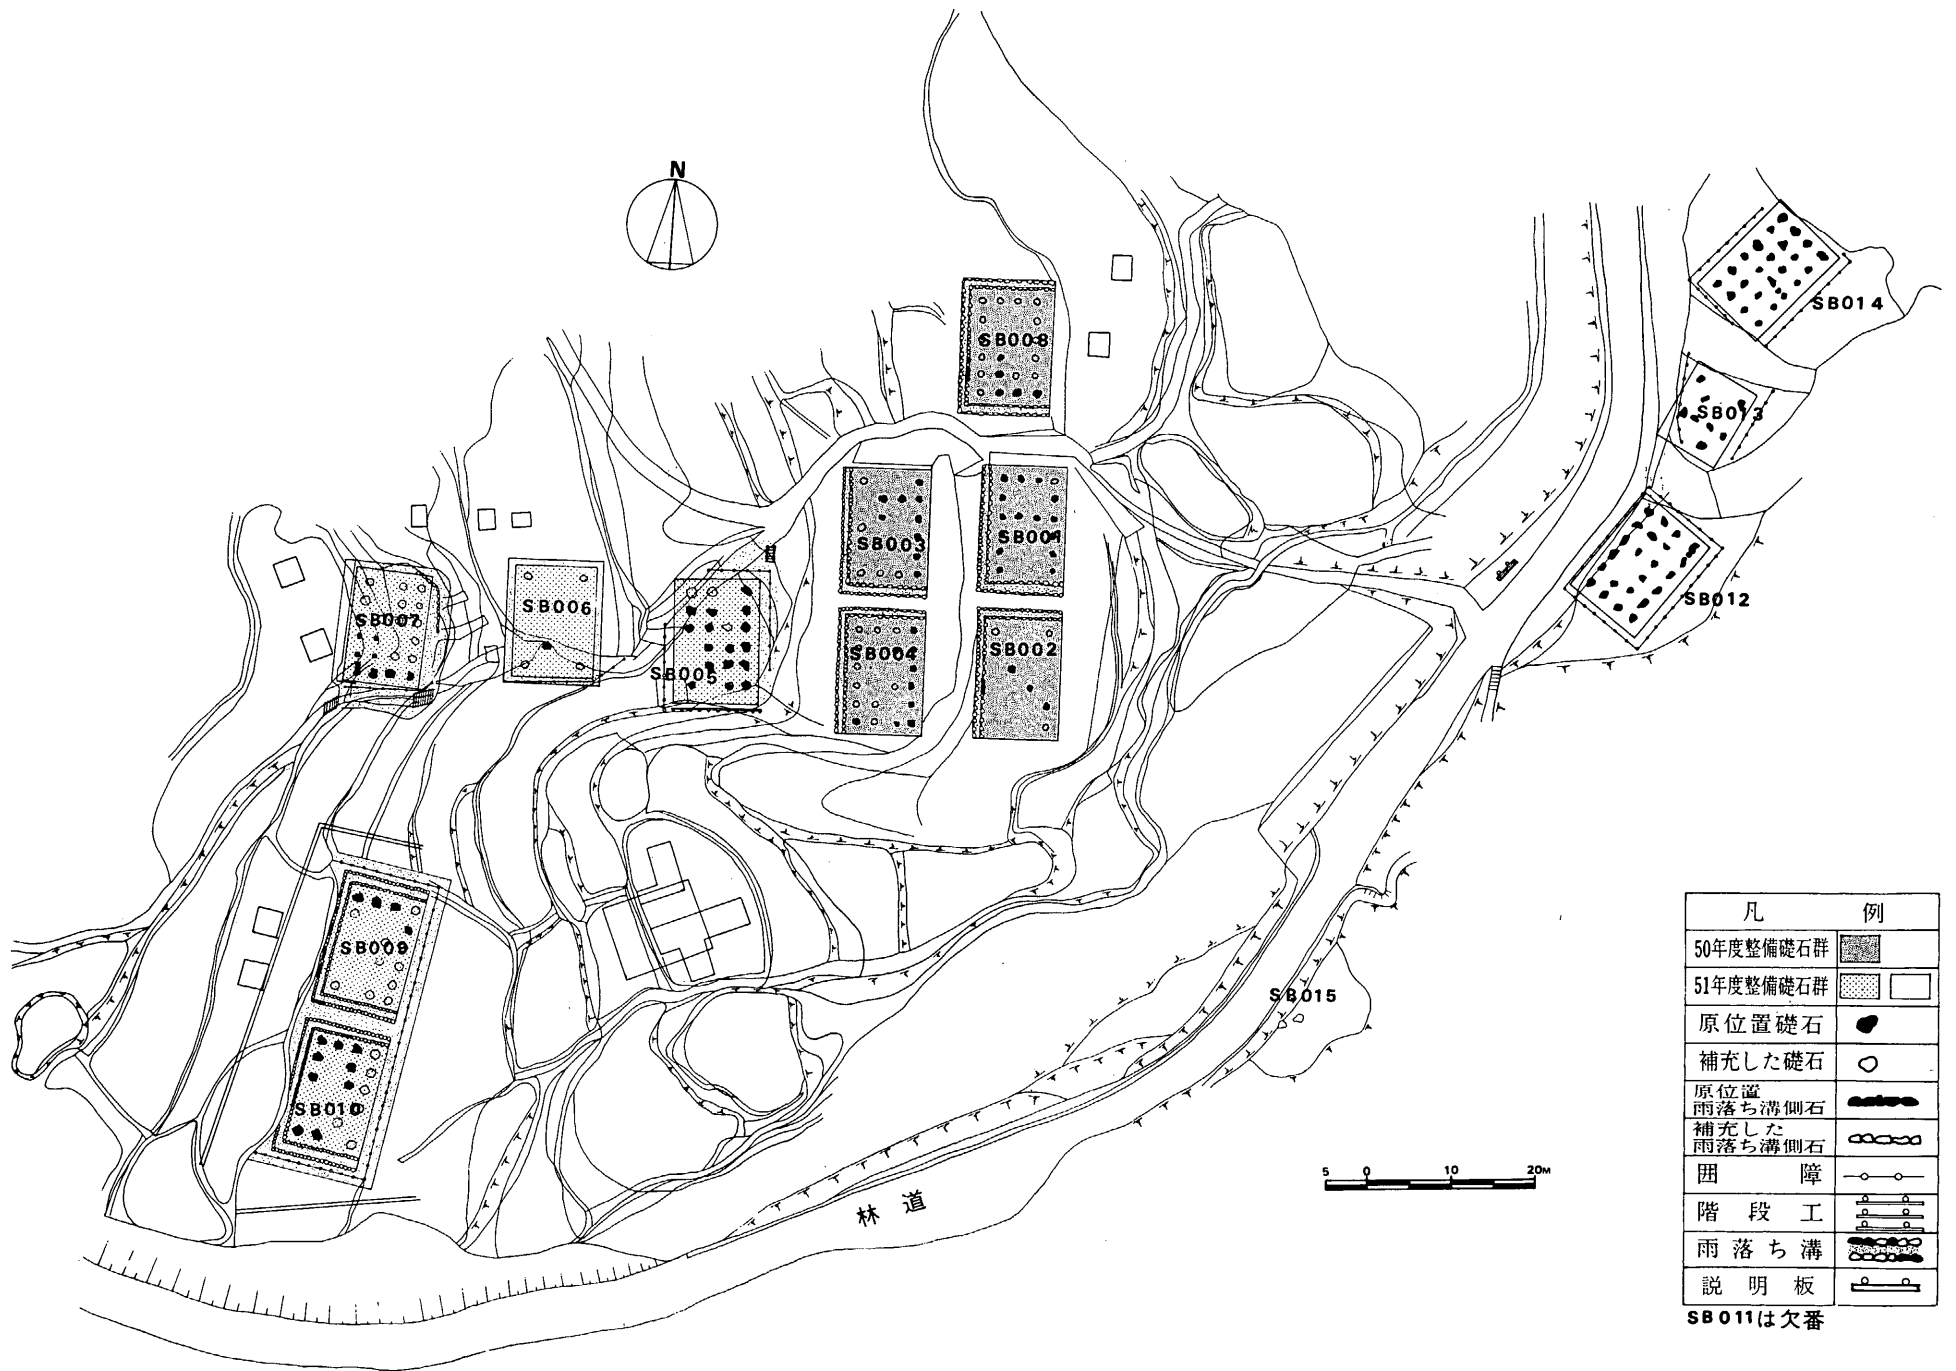 N
SB008
SB014
SB013
SB012
SB003
SB001
SB004
SB002
SB007
SB006
SB005
SB009
SB010
SB015
林道
5 0 10 20M
凡 例
50年度整備礎石群
51年度整備礎石群
原位置礎石
補充した礎石
原位置
雨落ち溝側石
補充した
雨落ち溝側石
囲 障
階 段 工
雨 落 ち 溝
説 明 板
SB011は欠番